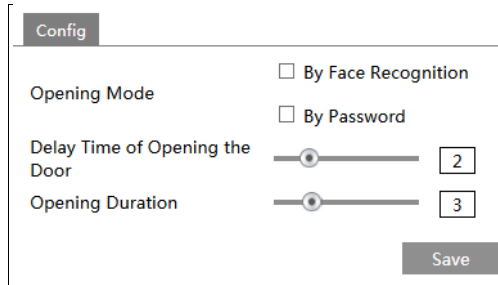 Config
Opening Mode
By Face Recognition
By Password
Delay Time of Opening the
Door
2
Opening Duration
3
Save